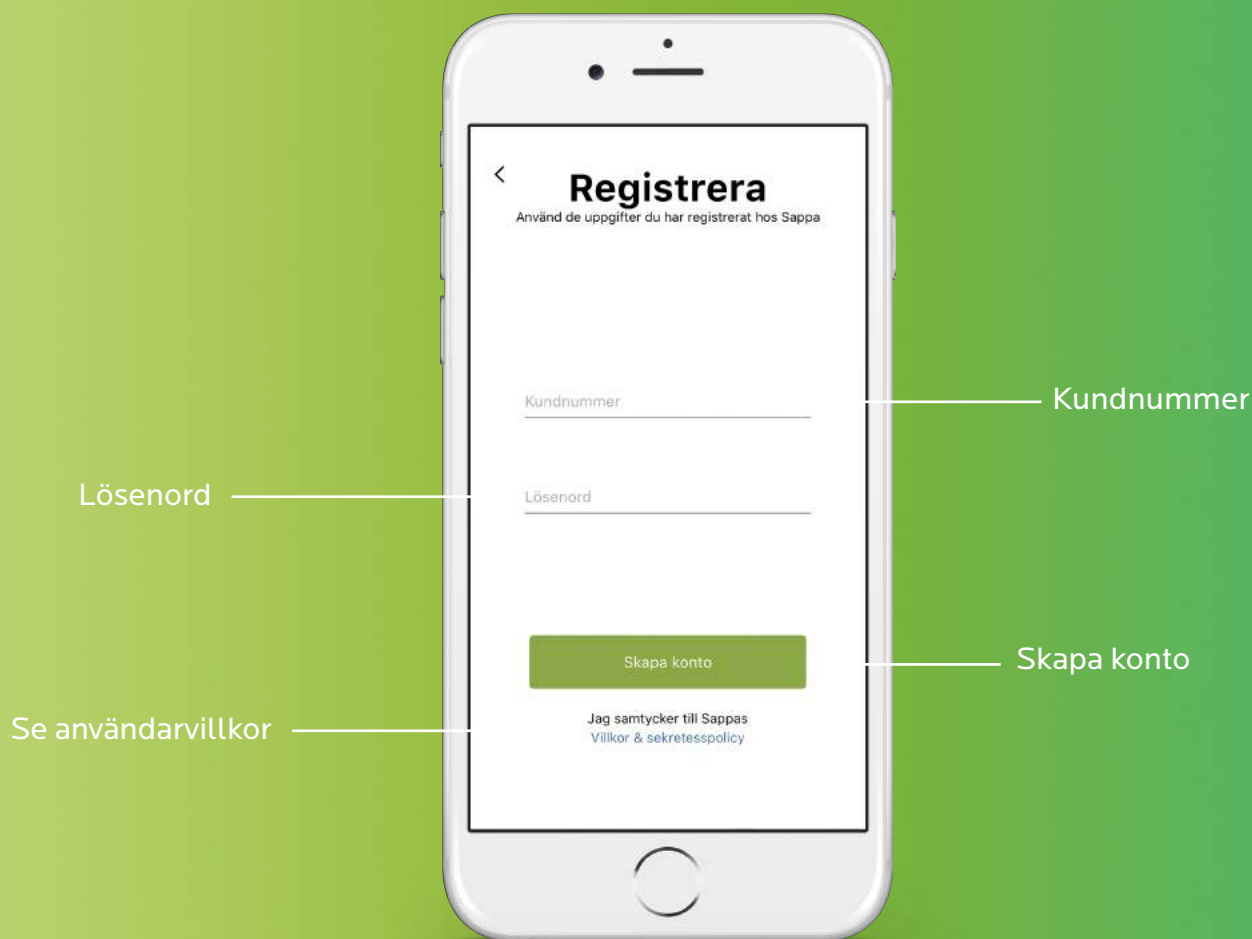 Registrera
Använd de uppgifter du har registrerat hos Sappa
Kundnummer
Kundnummer
Lösenord
Lösenord
Skapa konto
Skapa konto
Jag samtycker till Sappas
Se användarvillkor
Villkor & sekretesspolicy